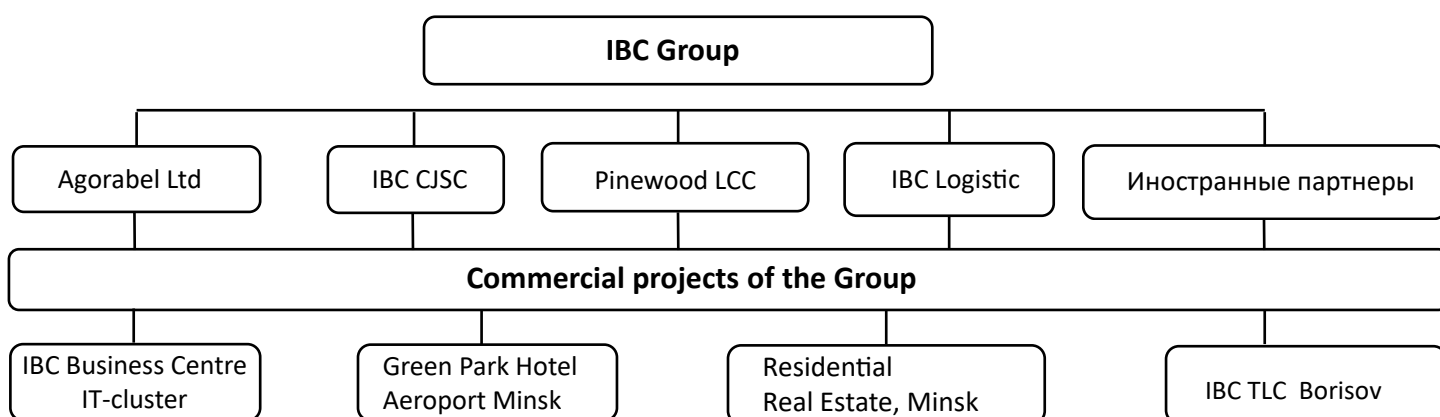 IBC Group
Agorabel Ltd
IBC CJSC
Pinewood LCC
IBC Logistic
Иностранные партнеры
Commercial projects of the Group
IBC Business Centre
IT-cluster
Green Park Hotel
Aeroport Minsk
Residential
Real Estate, Minsk
IBC TLC Borisov